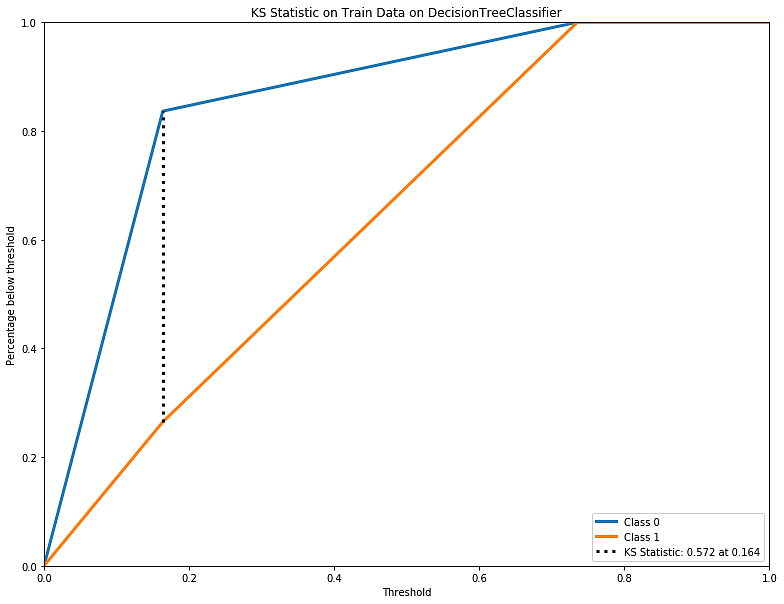 KS Statistic on Train Data on DecisionTreeClassifier
1.0
0.8
0.6
0.4
0.2
0.0
Percentage below threshold
0.0 0.2 0.4 0.6 0.8 1.0
Threshold
Class 0
Class 1
KS Statistic: 0.572 at 0.164